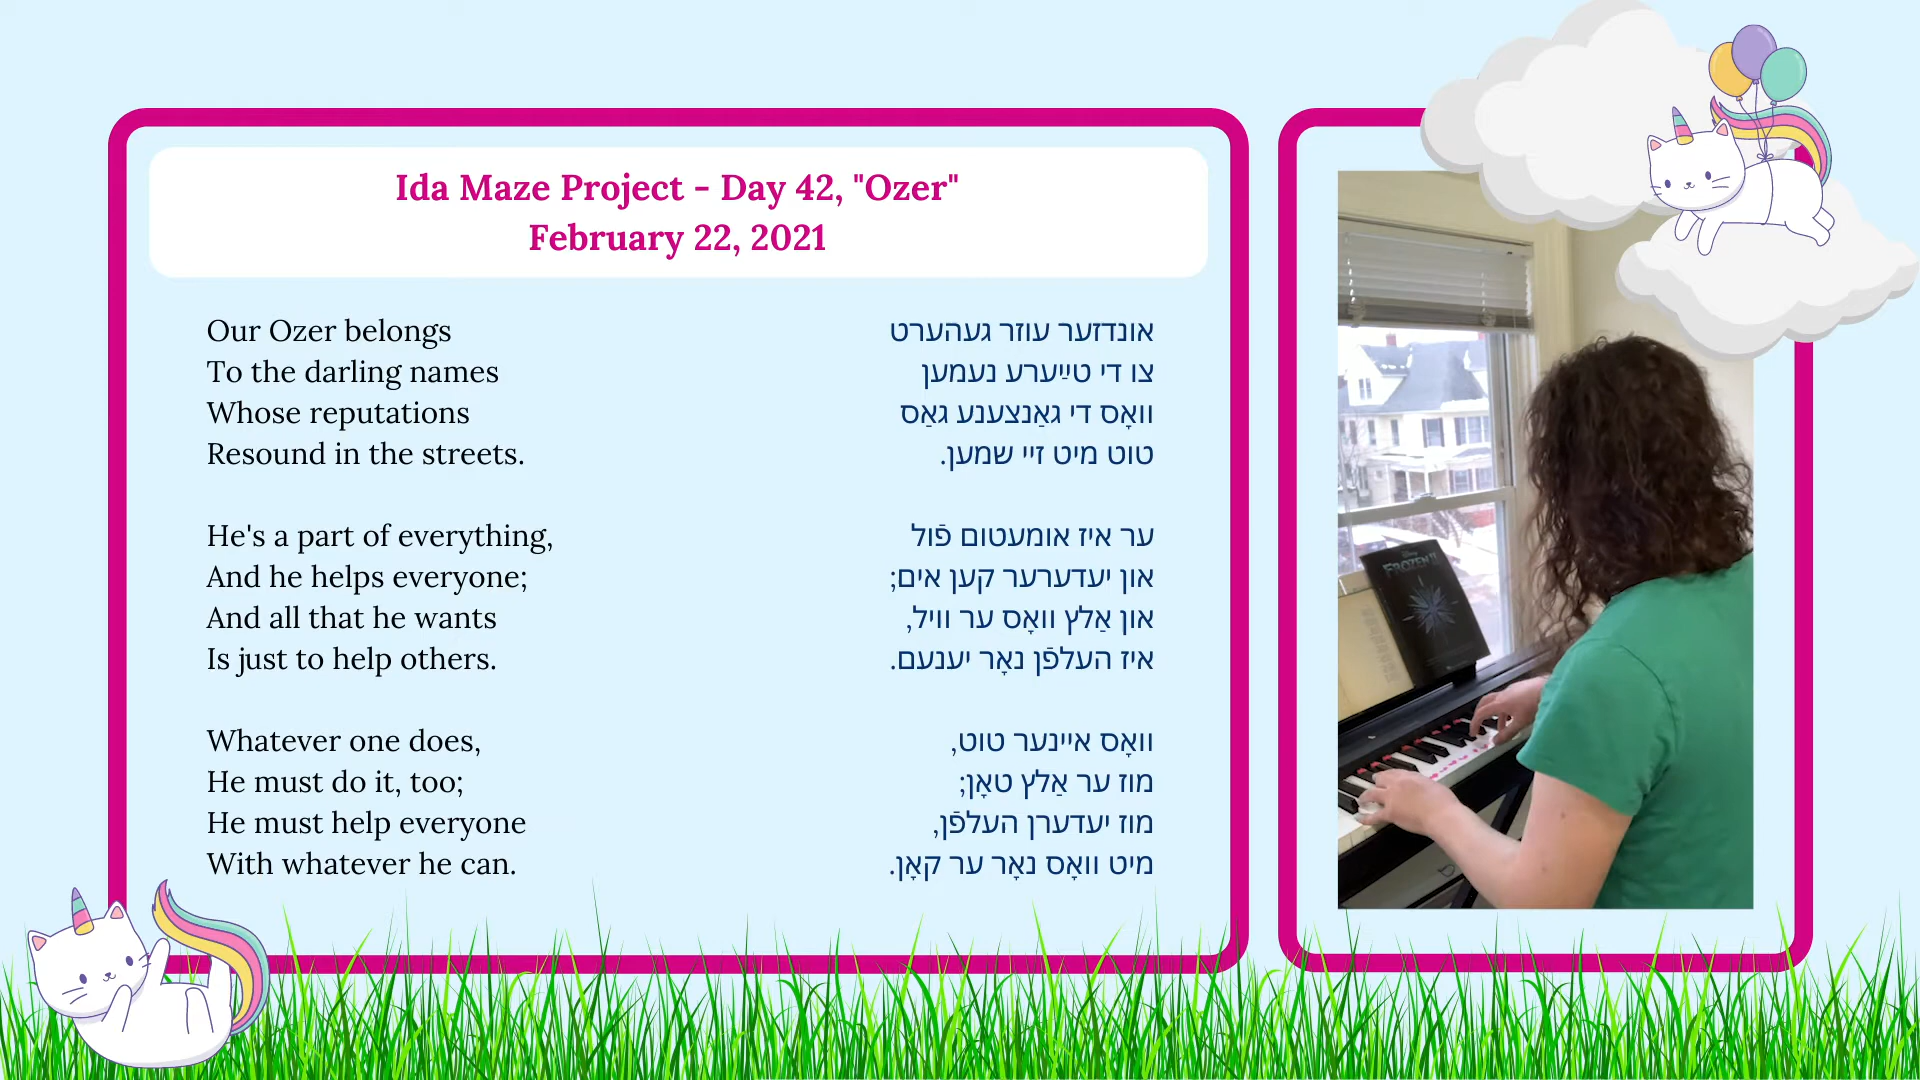 Ida Maze Project - Day 42, "Ozer"
February 22, 2021
Our Ozer belongs
To the darling names
Whose reputations
Resound in the streets.
He's a part of everything,
And he helps everyone;
And all that he wants
Is just to help others.
Whatever one does,
He must do it, too;
He must help everyone
With whatever he can.
אונדזער עוזר געהערט
צו די טײַערע נעמען
וואָס די גאַנצענע גאַס
טוט מיט זיי שמען.
ער איז אומעטום פֿול
און יעדערער קען אים;
און אַלץ וואָס ער וויל,
איז העלפֿן נאָר יענעם.
וואָס איינער טוט,
מוז ער אַלץ טאָן;
מוז יעדערן העלפֿן,
מיט וואָס נאָר ער קאָן.
Disney
FROZEN II